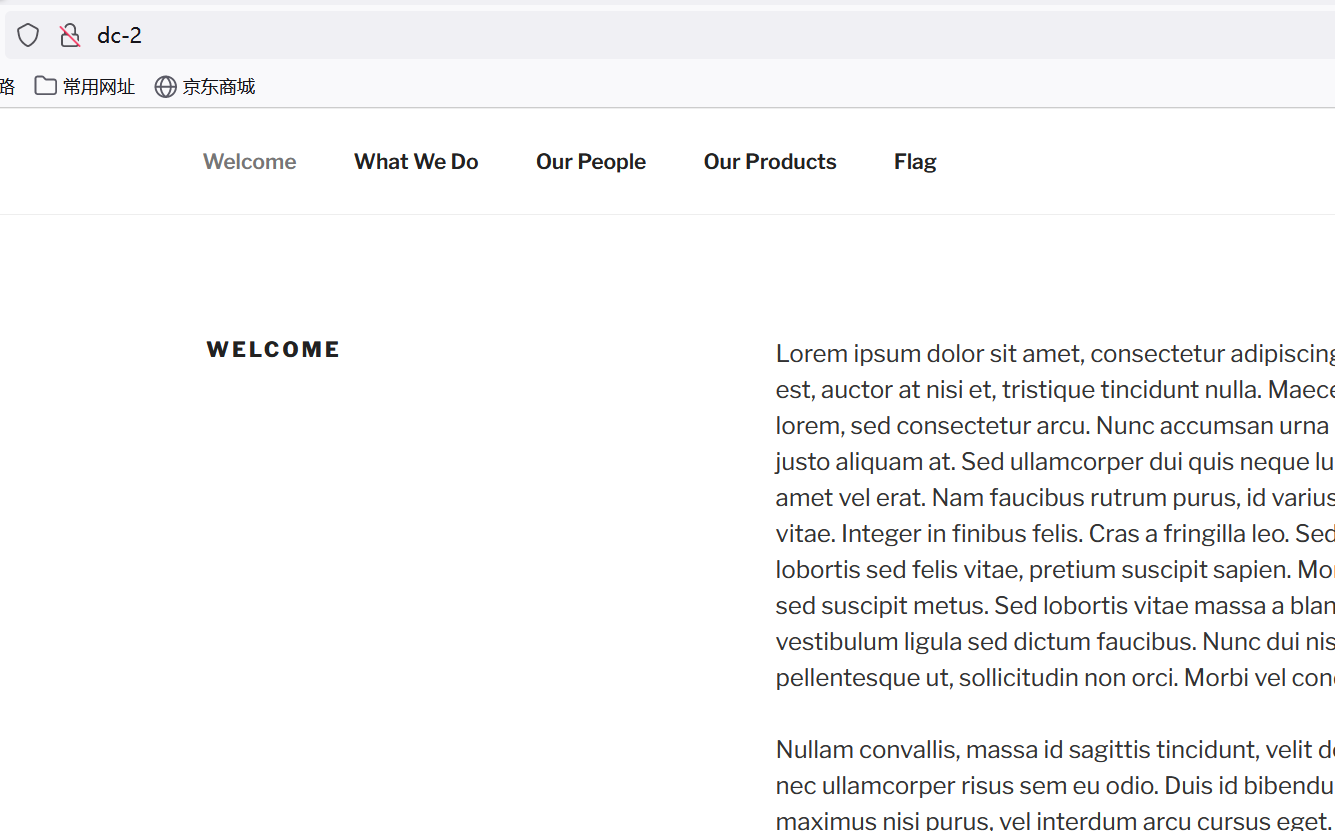 dc-2
路 常用网址 京东商城
Welcome What We Do Our People Our Products Flag
WELCOME
Lorem ipsum dolor sit amet, consectetur adipiscing
est, auctor at nisi et, tristique tincidunt nulla. Maece
lorem, sed consectetur arcu. Nunc accumsan urna
justo aliquam at. Sed ullamcorper dui quis neque lu
amet vel erat. Nam faucibus rutrum purus, id varius
vitae. Integer in finibus felis. Cras a fringilla leo. Sed
lobortis sed felis vitae, pretium suscipit sapien. Mo
sed suscipit metus. Sed lobortis vitae massa a blan
vestibulum ligula sed dictum faucibus. Nunc dui nis
pellentesque ut, sollicitudin non orci. Morbi vel con
Nullam convallis, massa id sagittis tincidunt, velit d
nec ullamcorper risus sem eu odio. Duis id bibendu
maximus nisi purus, vel interdum arcu cursus eget.